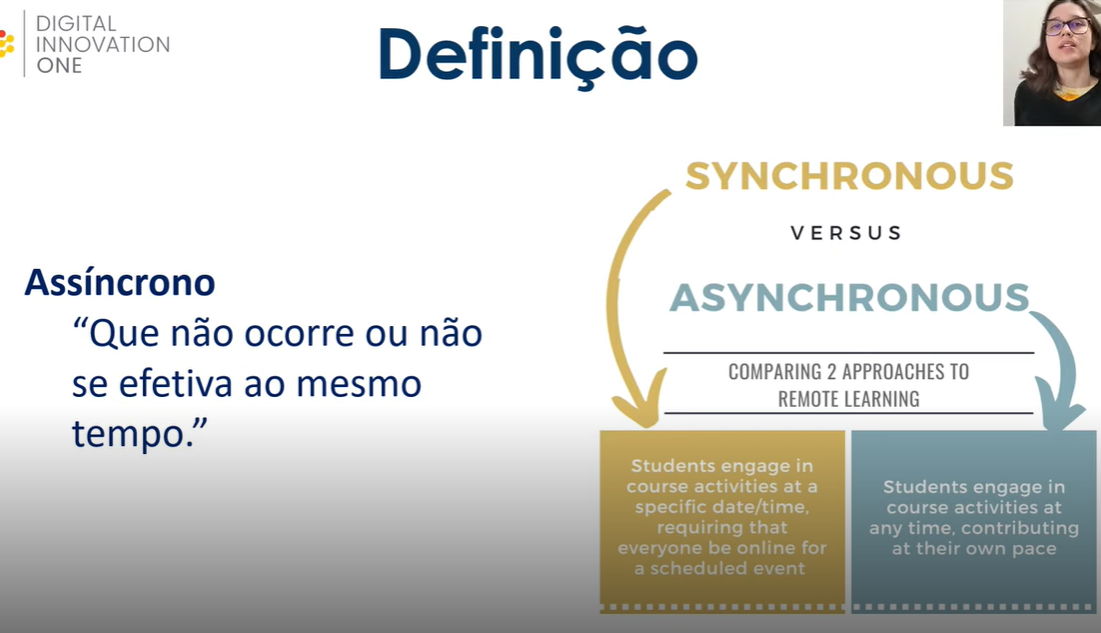 DIGITAL
INNOVATION
ONE
Definição
Assíncrono
“Que não ocorre ou não
se efetiva ao mesmo
tempo.”
SYNCHRONOUS
VERSUS
ASYNCHRONOUS
COMPARING 2 APPROACHES TO
REMOTE LEARNING
Students engage in
course activities at a
specific date/time,
requiring that
everyone be online for
a scheduled event
Students engage in
course activities at
any time, contributing
at their own pace